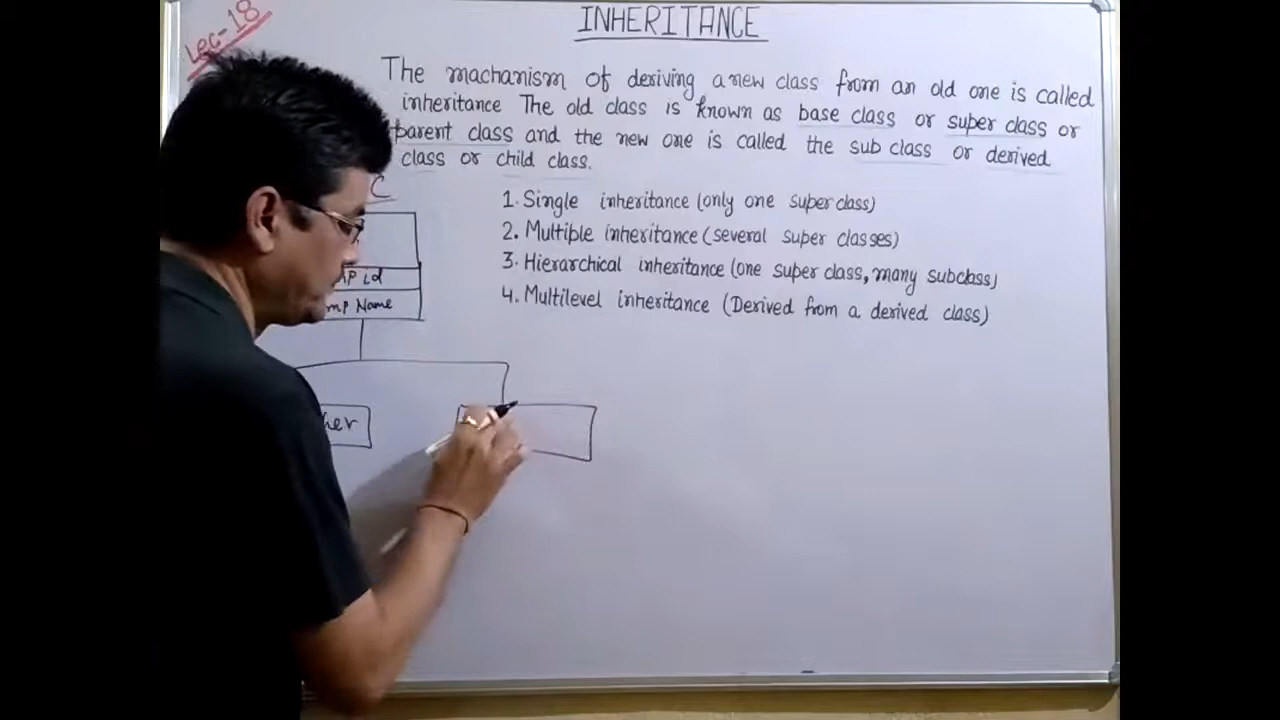 Lec-18
INHERITANCE
The machanism of deriving a new class from an old one is called
inheritance The old class is known as base class or super class or
parent class and the new one is called the sub class or derived
class or child class.
C
1. Single inheritance (only one super class)
2. Multiple inheritance (several super classes)
3. Hierarchical inheritance (one super class, many subclass)
4. Multilevel inheritance (Derived from a derived class)
Id
Name